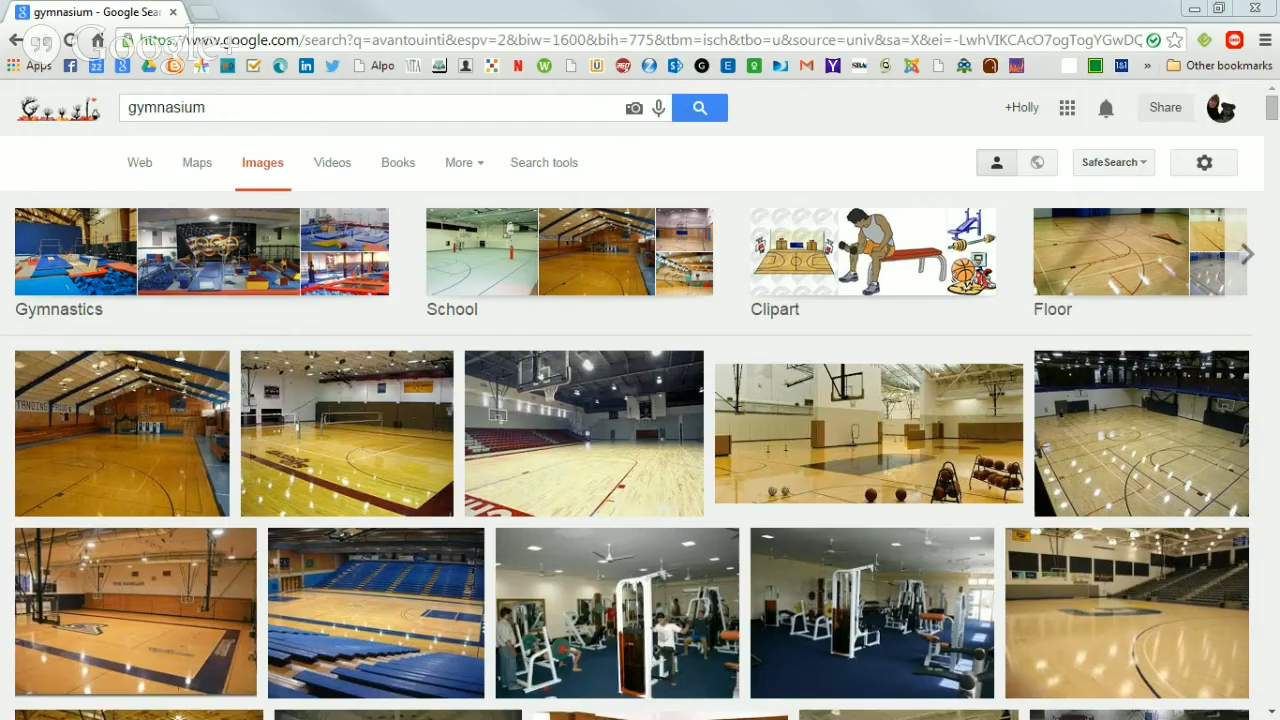 gymnasium - Google Sear
Google+
https://www.google.com/search?q=avantouinti&espv=2&biw=1600&bih=775&tbm=isch&tbo=u&source=univ&sa=X&ei=-LwhVIKCAcO7ogTogYGwDQ
Apps
Alpo
Other bookmarks
gymnasium
+Holly
Share
Web
Maps
Images
Videos
Books
More
Search tools
SafeSearch
Gymnastics
School
Clipart
Floor